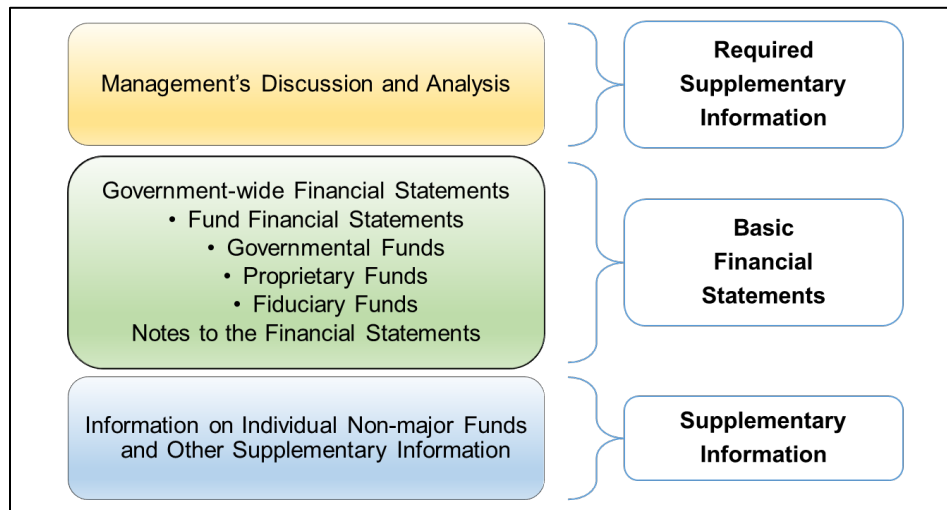 Management’s Discussion and Analysis
Required
Supplementary
Information
Government-wide Financial Statements
• Fund Financial Statements
• Governmental Funds
• Proprietary Funds
• Fiduciary Funds
Notes to the Financial Statements
Basic
Financial
Statements
Information on Individual Non-major Funds
and Other Supplementary Information
Supplementary
Information